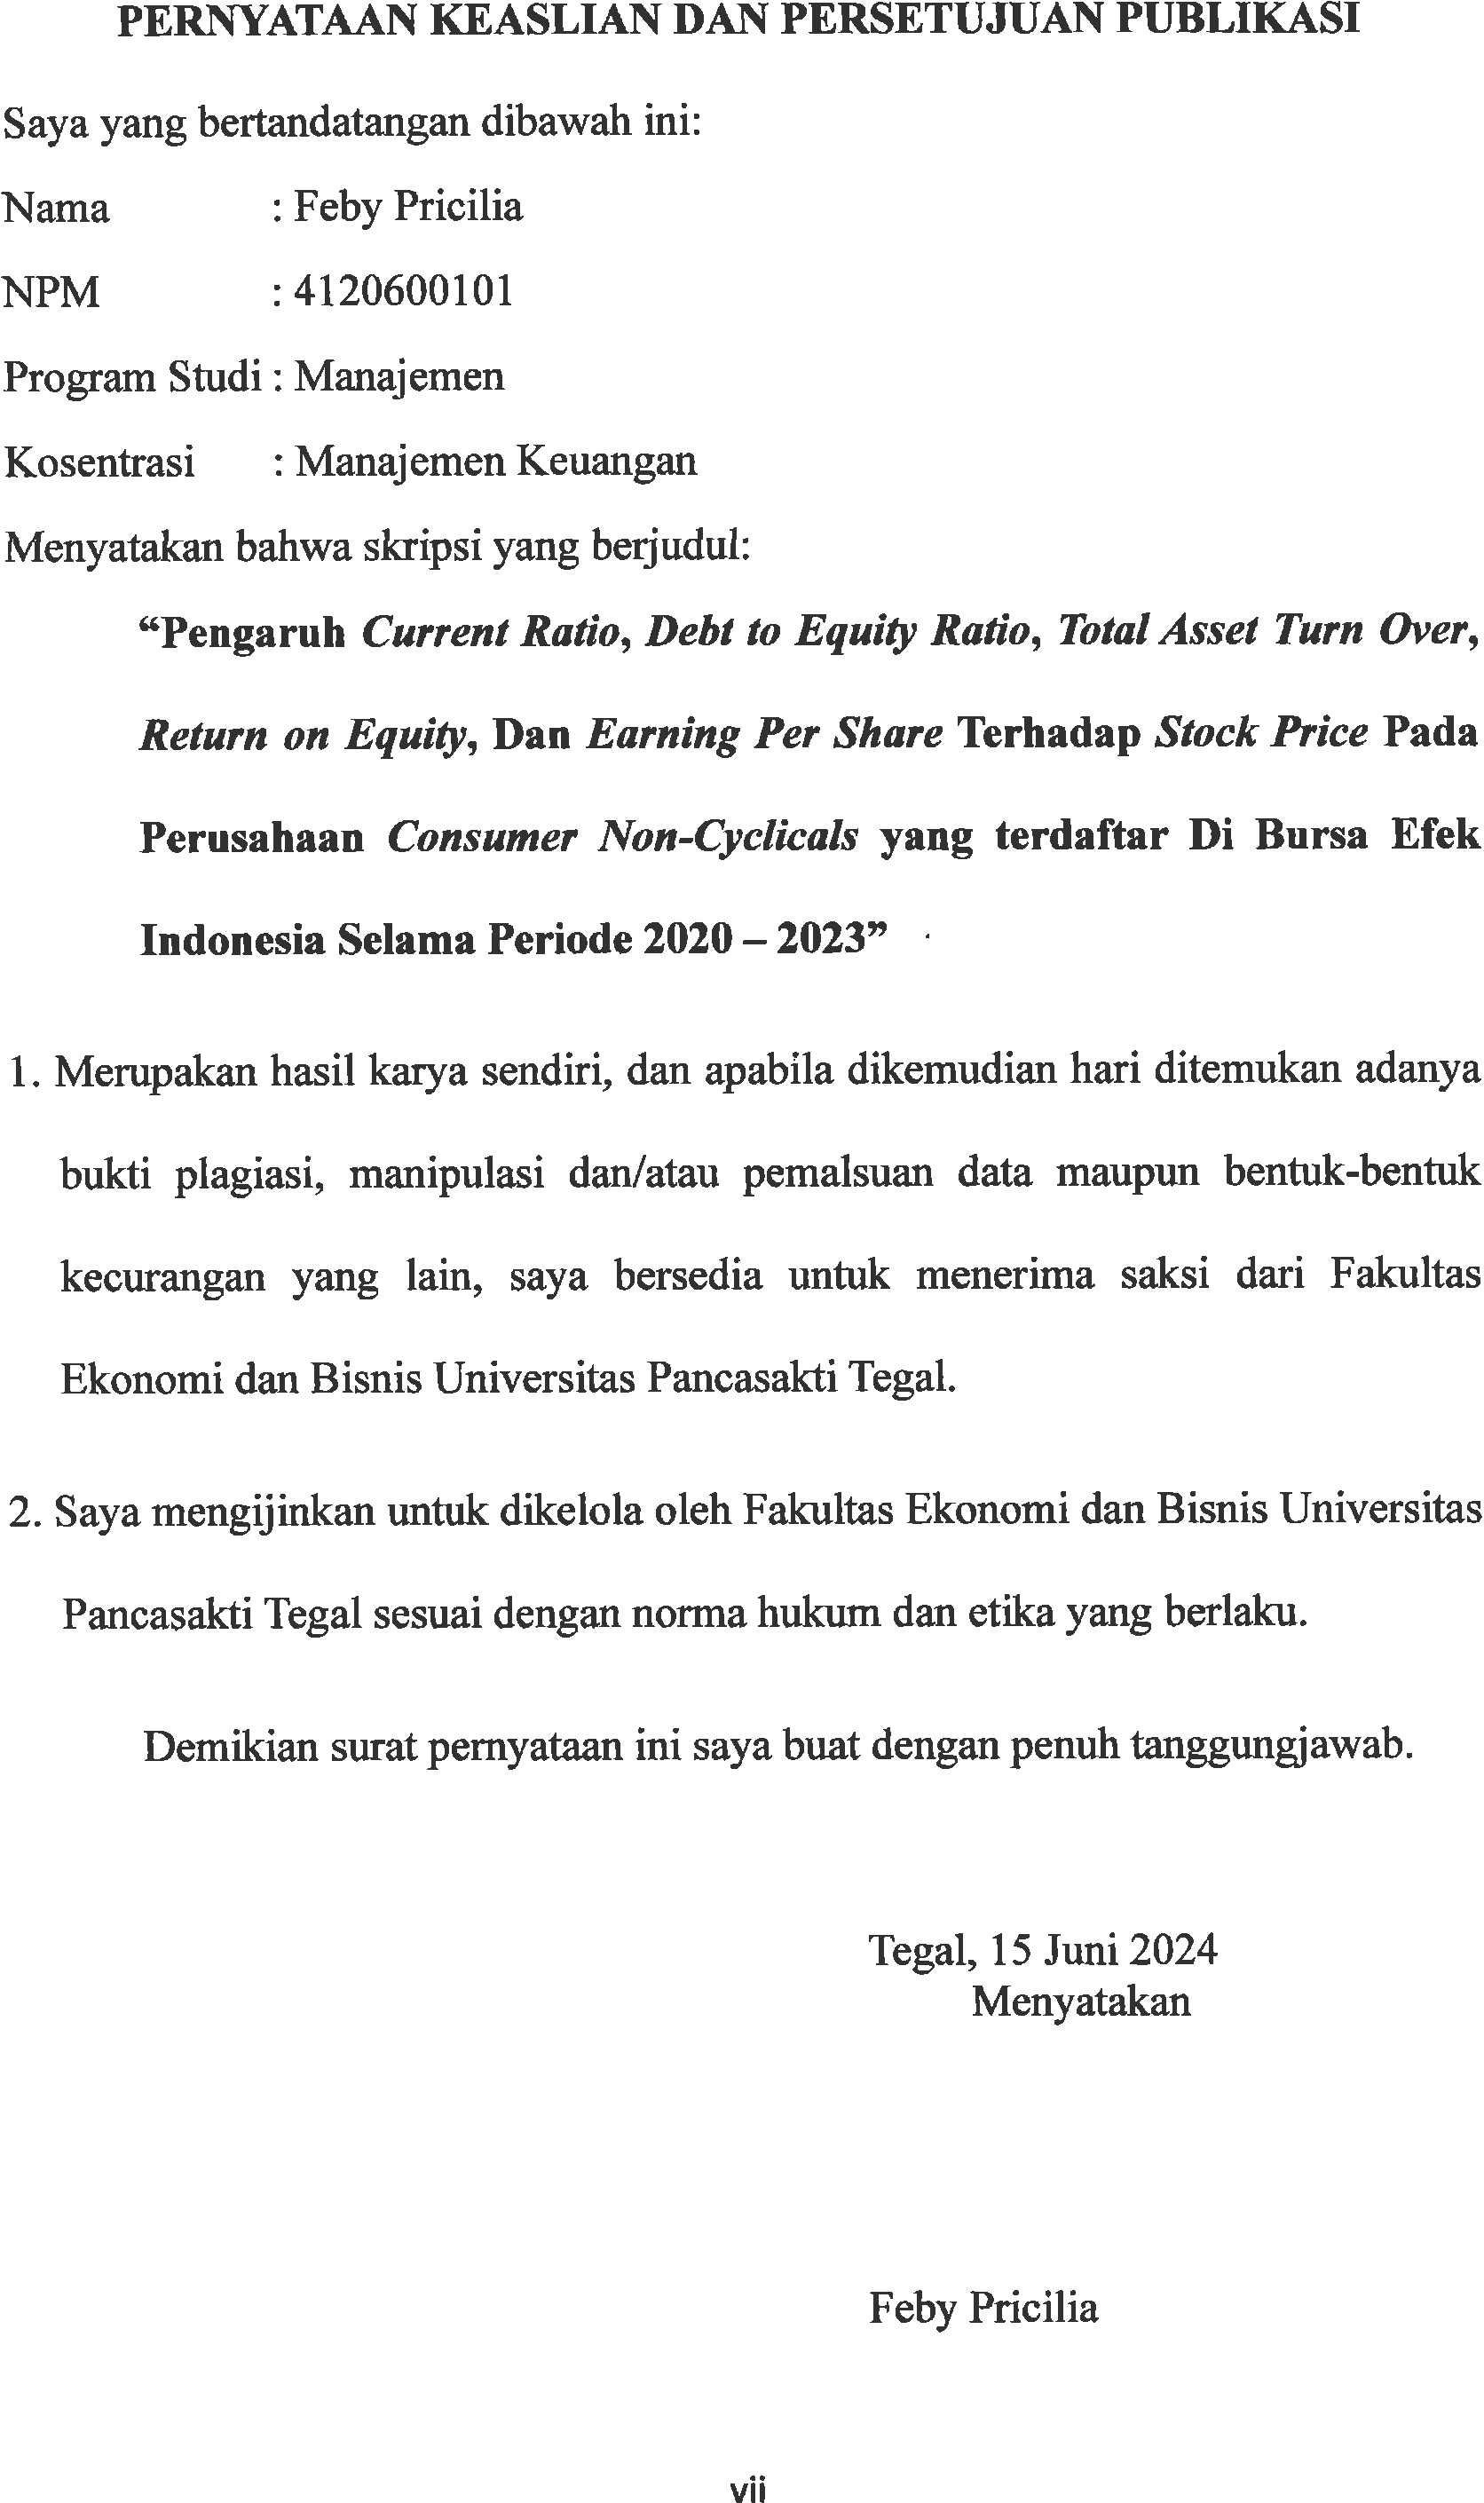 PERNYATAAN KEASLIAN DAN PERSETUJUAN PUBLIKASI
Saya yang bertandatangan dibawah ini:
Nama : Feby Pricilia
NPM : 4120600101
Program Studi : Manajemen
Kosentrasi : Manajemen Keuangan
Menyatakan bahwa skripsi yang berjudul:
“Pengaruh Current Ratio, Debt to Equity Ratio, Total Asset Turn Over,
Return on Equity, Dan Earning Per Share Terhadap Stock Price Pada
Perusahaan Consumer Non-Cyclicals yang terdaftar Di Bursa Efek
Indonesia Selama Periode 2020 – 2023”
1. Merupakan hasil karya sendiri, dan apabila dikemudian hari ditemukan adanya
bukti plagiasi, manipulasi dan/atau pemalsuan data maupun bentuk-bentuk
kecurangan yang lain, saya bersedia untuk menerima saksi dari Fakultas
Ekonomi dan Bisnis Universitas Pancasakti Tegal.
2. Saya mengijinkan untuk dikelola oleh Fakultas Ekonomi dan Bisnis Universitas
Pancasakti Tegal sesuai dengan norma hukum dan etika yang berlaku.
Demikian surat pernyataan ini saya buat dengan penuh tanggungjawab.
Tegal, 15 Juni 2024
Menyatakan
Feby Pricilia
vii